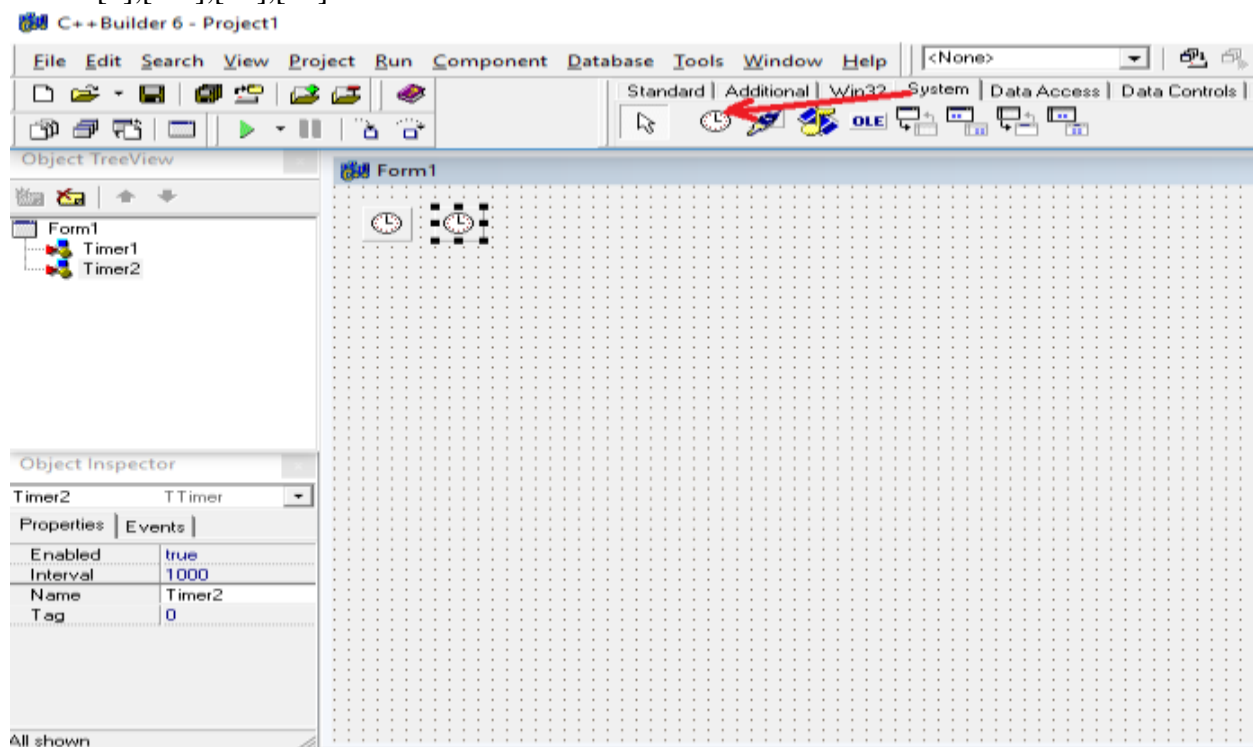 C++Builder 6 - Project1
File Edit Search View Project Run Component Database Tools Window Help <None>
Standard Additional Win32 System Data Access Data Controls
OLE
Object TreeView
Form1
Form1
Timer1
Timer2
Object Inspector
Timer2 TTimer
Properties Events
Enabled true
Interval 1000
Name Timer2
Tag 0
All shown